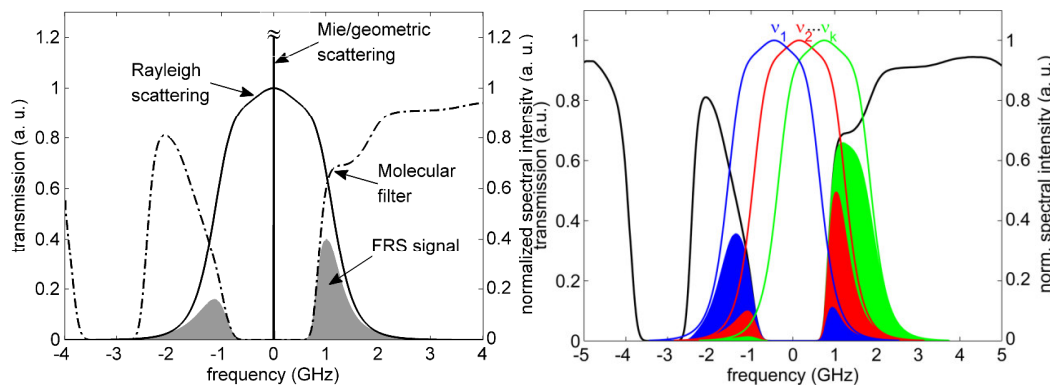 1.2
1
0.8
0.6
0.4
0.2
0
transmission (a. u.)
≈
Mie/geometric
scattering
Rayleigh
scattering
Molecular
filter
FRS signal
1.2
1
0.8
0.6
0.4
0.2
0
normalized spectral intensity (a. u.)
-4 -3 -2 -1 0 1 2 3 4
frequency (GHz)
1
0.8
0.6
0.4
0.2
0
transmission (a.u.)
ν1 ν2...νk
1
0.8
0.6
0.4
0.2
0
norm. spectral intensity (a. u.)
-5 -4 -3 -2 -1 0 1 2 3 4 5
frequency (GHz)